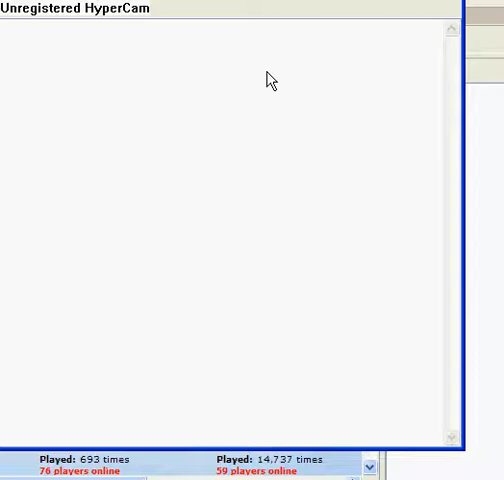 Unregistered HyperCam
Played: 693 times
76 players online
Played: 14,737 times
59 players online